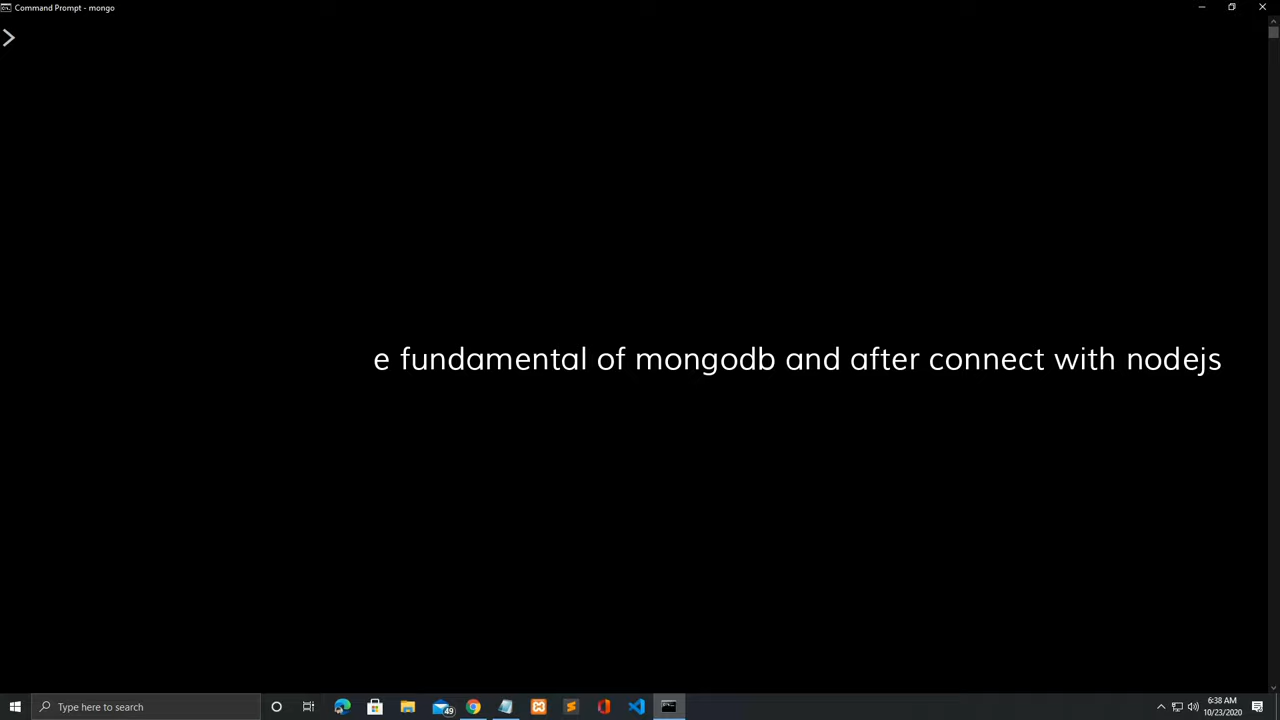 Command Prompt - mongo
>
e fundamental of mongodb and after connect with nodejs
Type here to search
49
6:38 AM
10/23/2020